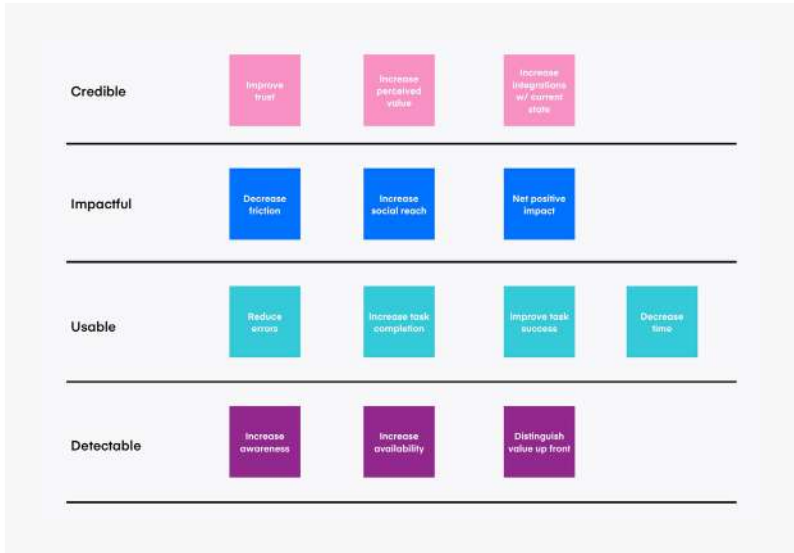 Credible
Improve
trust
Increase
perceived
value
Increase
integrations
w/ current
state
Impactful
Decrease
friction
Increase
social reach
Net positive
impact
Usable
Reduce
errors
Increase task
completion
Improve task
success
Decrease
time
Detectable
Increase
awareness
Increase
availability
Distinguish
value up front